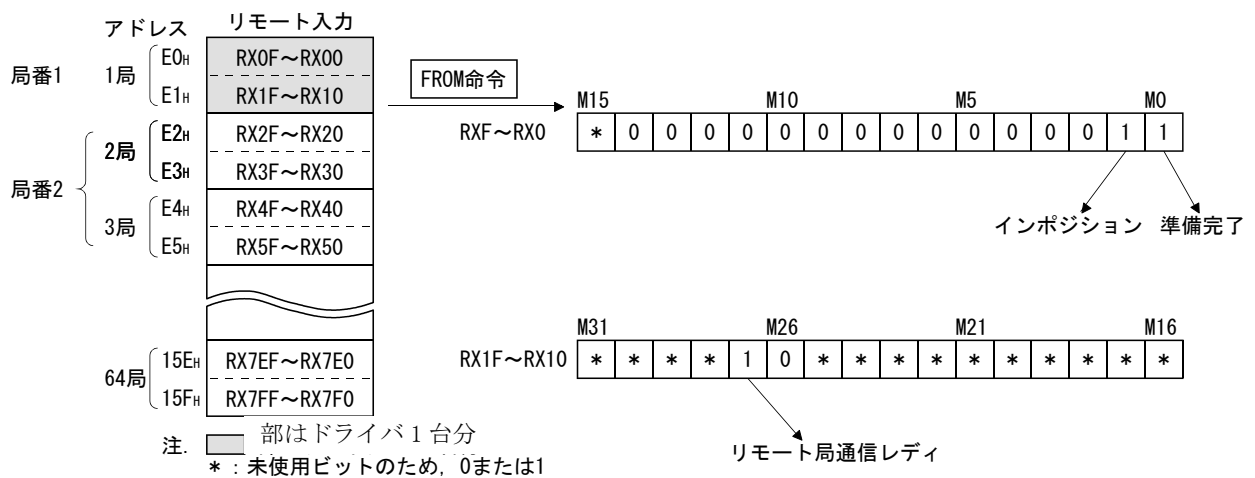 アドレス リモート入力
局番1 1局 E0H RX0F～RX00
E1H RX1F～RX10
局番2 2局 E2H RX2F～RX20
E3H RX3F～RX30
3局 E4H RX4F～RX40
E5H RX5F～RX50
64局 15EH RX7EF～RX7E0
15FH RX7FF～RX7F0
注. 部はドライバ1台分
*：未使用ビットのため，0または1
FROM命令
M15 M10 M5 M0
RXF～RX0 * 0 0 0 0 0 0 0 0 0 0 0 0 0 1 1
インポジション 準備完了
M31 M26 M21 M16
RX1F～RX10 * * * * 1 0 * * * * * * * * * *
リモート局通信レディ